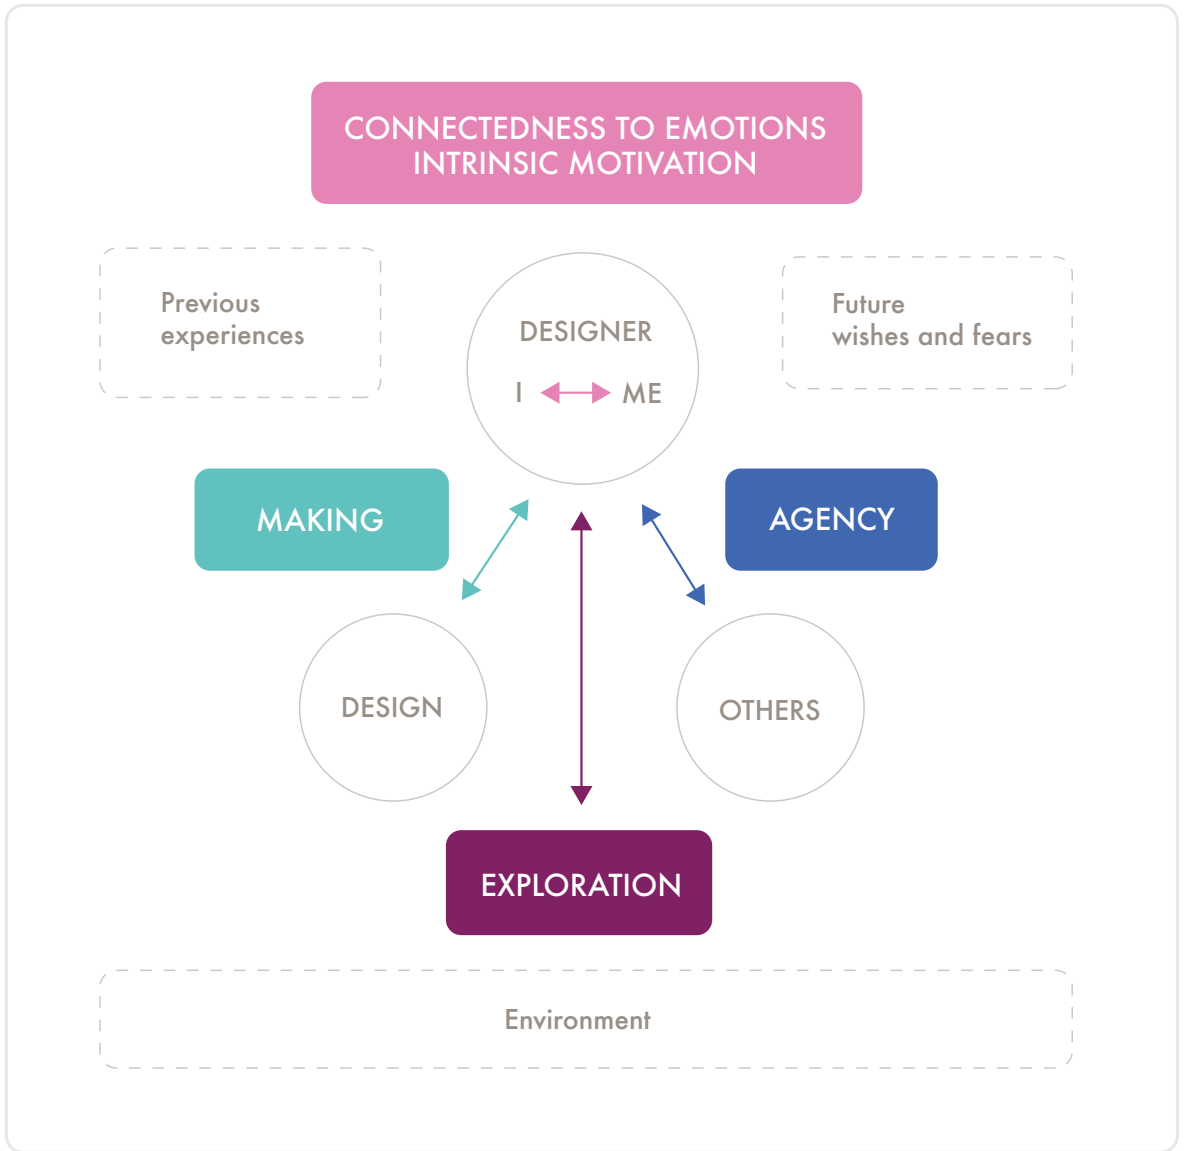 CONNECTEDNESS TO EMOTIONS
INTRINSIC MOTIVATION
Previous
experiences
DESIGNER
I ME
Future
wishes and fears
MAKING
AGENCY
DESIGN
OTHERS
EXPLORATION
Environment